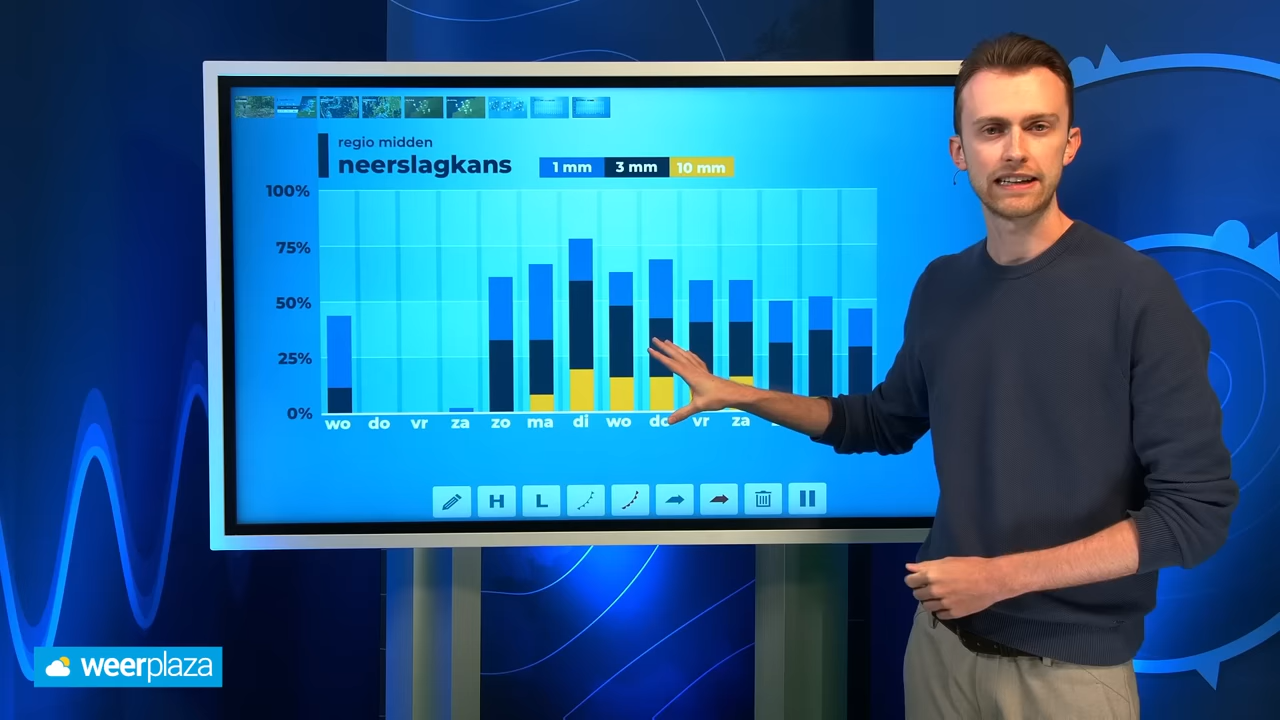 regio midden
neerslagkans
1 mm 3 mm 10 mm
100%
75%
50%
25%
0%
wo do vr za zo ma di wo do vr za
H L
weerplaza